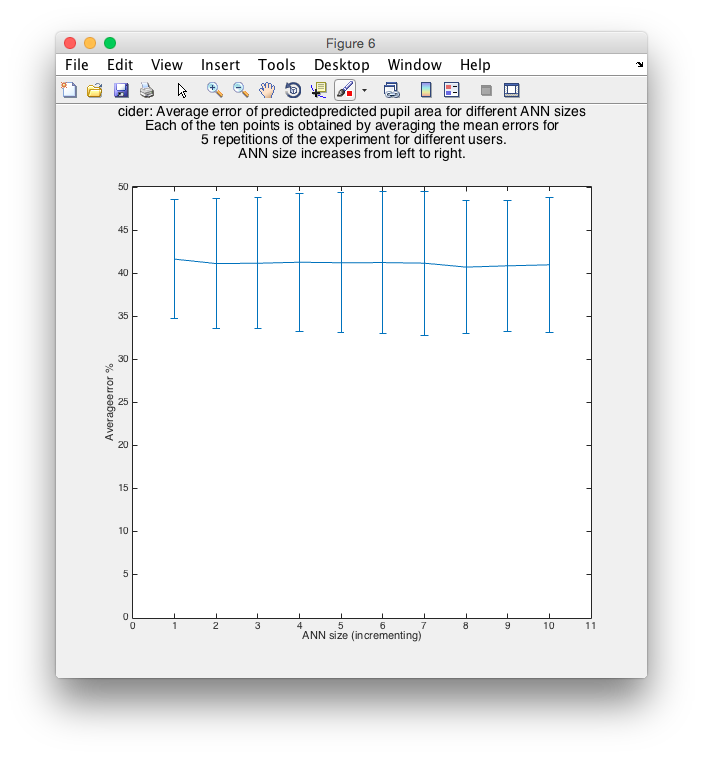 Figure 6
File Edit View Insert Tools Desktop Window Help
cider: Average error of predictedpredicted pupil area for different ANN sizes
Each of the ten points is obtained by averaging the mean errors for
5 repetitions of the experiment for different users.
ANN size increases from left to right.
50
45
40
35
30
25
20
15
10
5
0
Averageerror %
0 1 2 3 4 5 6 7 8 9 10 11
ANN size (incrementing)